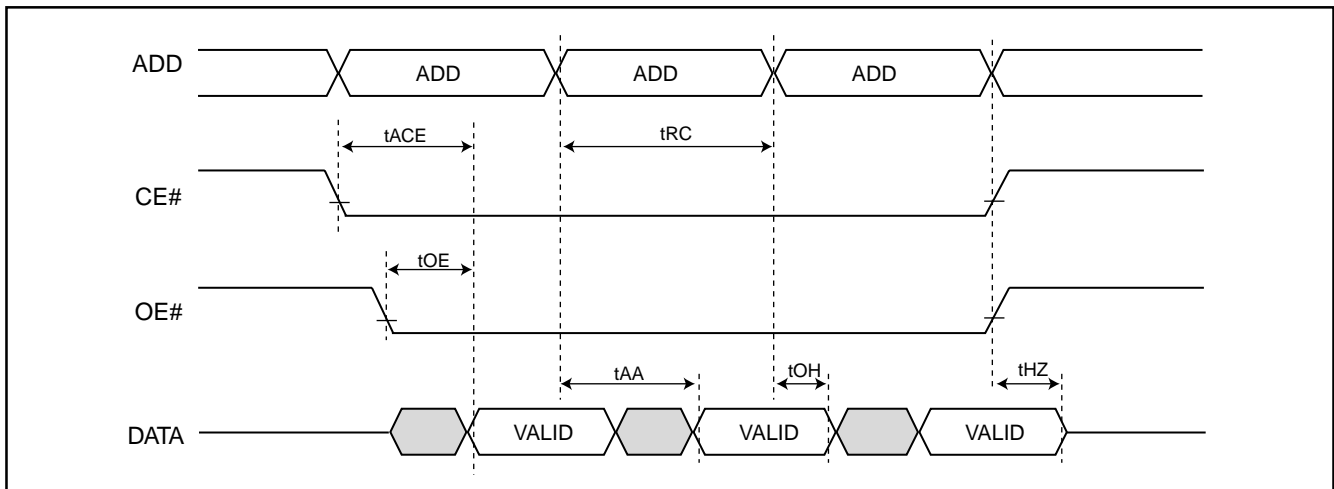 ADD ADD ADD ADD
tACE tRC
CE#
tOE
OE#
tAA tOH tHZ
DATA VALID VALID VALID